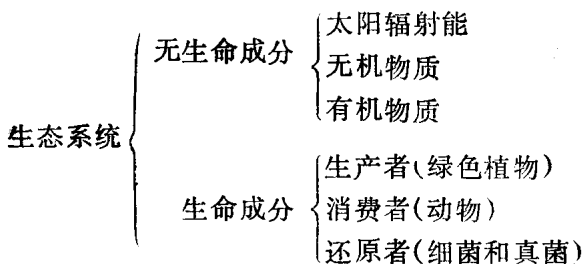 太阳辐射能
无生命成分
无机物质
有机物质
生态系统
生产者(绿色植物)
生命成分
消费者(动物)
还原者(细菌和真菌)